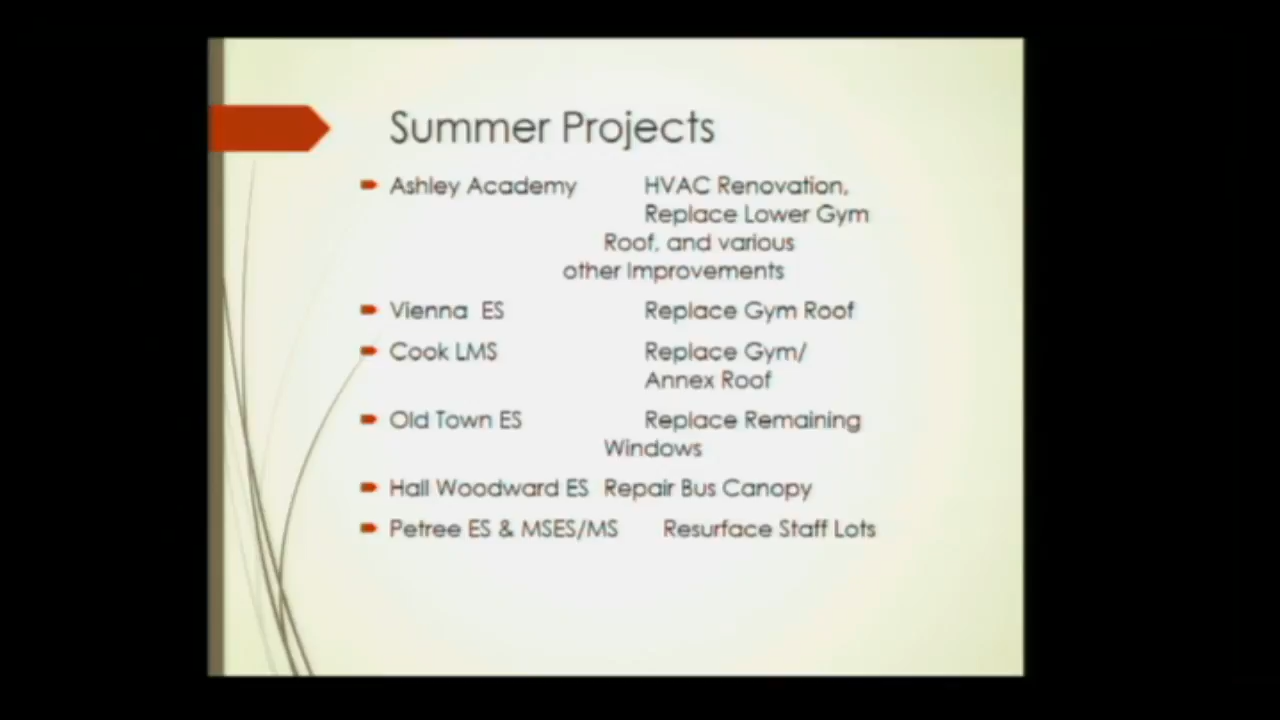 Summer Projects
Ashley Academy HVAC Renovation,
Replace Lower Gym
Roof, and various
other Improvements
Vienna ES Replace Gym Roof
Cook LMS Replace Gym/
Annex Roof
Old Town ES Replace Remaining
Windows
Hall Woodward ES Repair Bus Canopy
Petree ES & MSES/MS Resurface Staff Lots